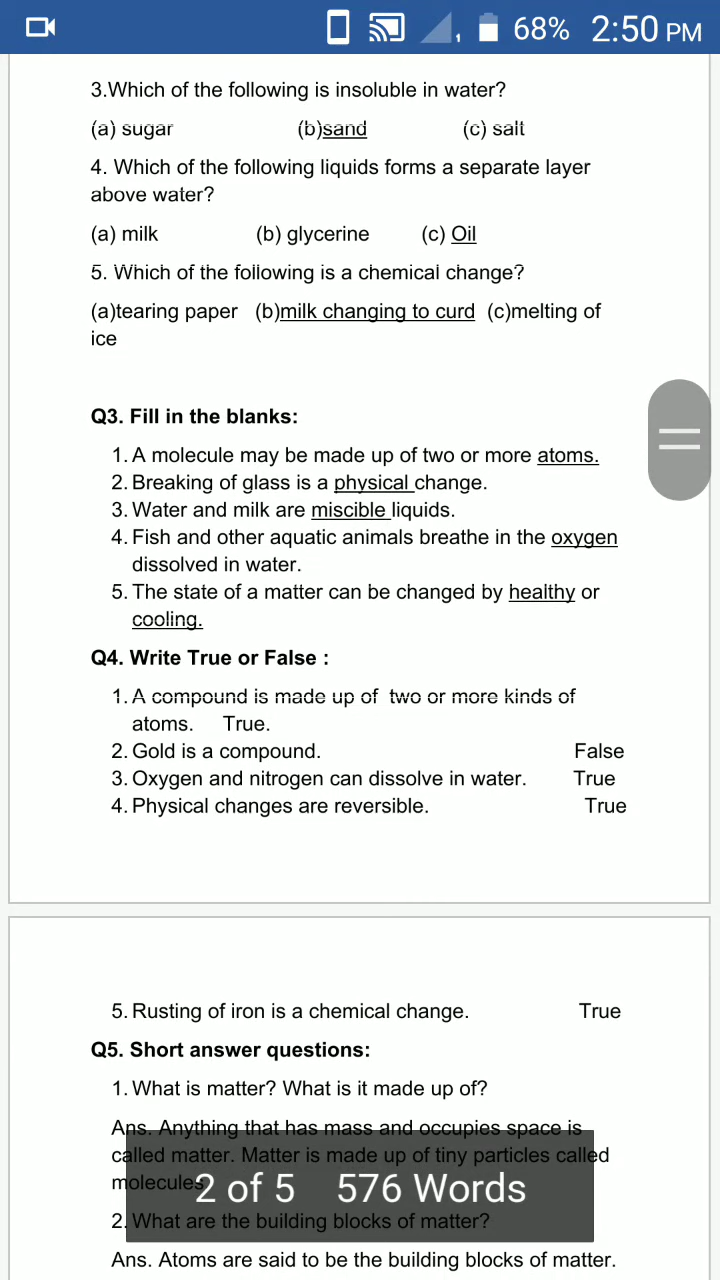 68% 2:50 PM
3.Which of the following is insoluble in water?
(a) sugar (b)sand (c) salt
4. Which of the following liquids forms a separate layer
above water?
(a) milk (b) glycerine (c) Oil
5. Which of the following is a chemical change?
(a)tearing paper (b)milk changing to curd (c)melting of
ice
Q3. Fill in the blanks:
1. A molecule may be made up of two or more atoms.
2. Breaking of glass is a physical change.
3. Water and milk are miscible liquids.
4. Fish and other aquatic animals breathe in the oxygen
dissolved in water.
5. The state of a matter can be changed by healthy or
cooling.
Q4. Write True or False :
1. A compound is made up of two or more kinds of
atoms. True.
2. Gold is a compound. False
3. Oxygen and nitrogen can dissolve in water. True
4. Physical changes are reversible. True
5. Rusting of iron is a chemical change. True
Q5. Short answer questions:
1. What is matter? What is it made up of?
Ans. Anything that has mass and occupies space is
called matter. Matter is made up of tiny particles called
molecules
2 of 5 576 Words
2. What are the building blocks of matter?
Ans. Atoms are said to be the building blocks of matter.